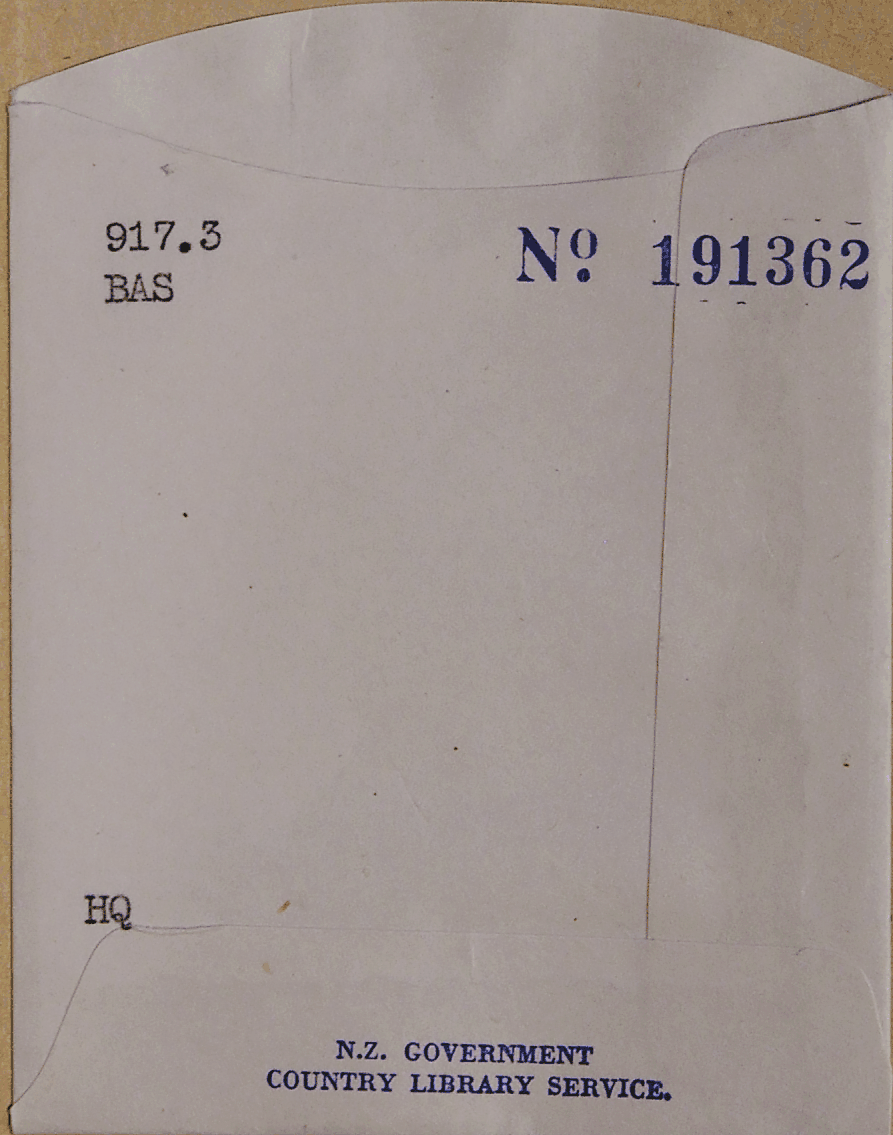 917.3
BAS
Nº 191362
HQ
N.Z. GOVERNMENT
COUNTRY LIBRARY SERVICE.